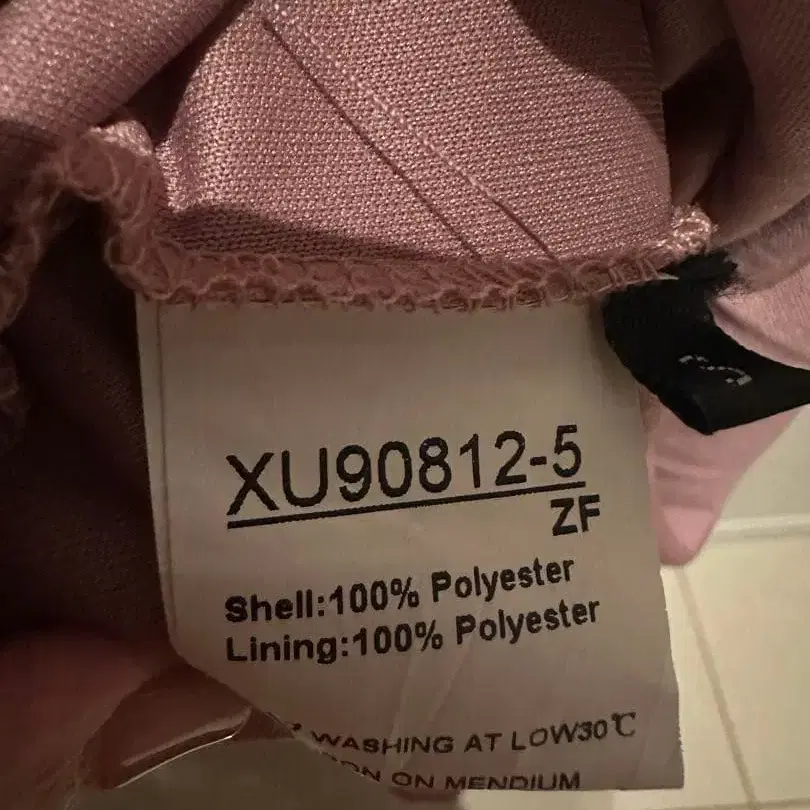 XU90812-5
ZF
Shell:100% Polyester
Lining:100% Polyester
WASHING AT LOW30℃
ON MENDIUM
S